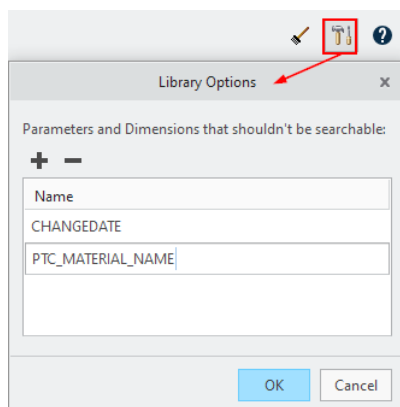 Library Options
Parameters and Dimensions that shouldn't be searchable:
Name
CHANGEDATE
PTC_MATERIAL_NAME
OK
Cancel